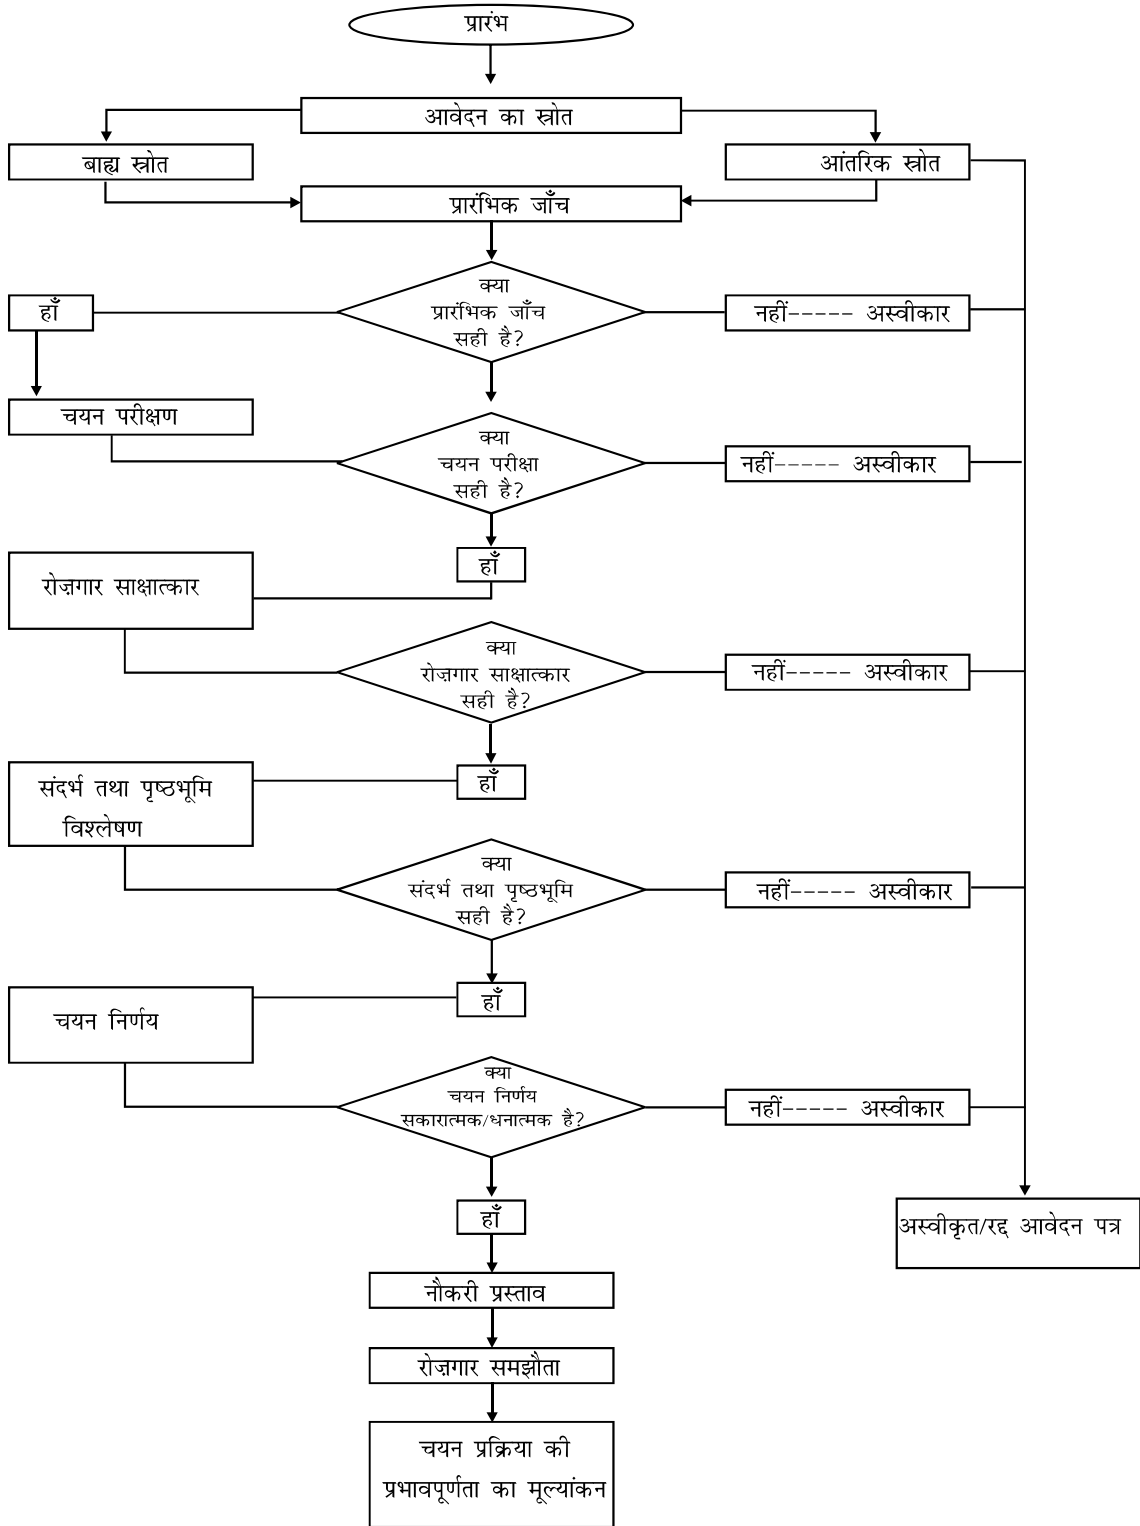 प्रारंभ
आवेदन का स्रोत
बाह्य स्रोत
आंतरिक स्रोत
प्रारंभिक जाँच
क्या
प्रारंभिक जाँच
सही है?
हाँ
नहीं----- अस्वीकार
चयन परीक्षण
क्या
चयन परीक्षा
सही है?
नहीं----- अस्वीकार
हाँ
रोज़गार साक्षात्कार
क्या
रोज़गार साक्षात्कार
सही है?
नहीं----- अस्वीकार
हाँ
संदर्भ तथा पृष्ठभूमि
विश्लेषण
क्या
संदर्भ तथा पृष्ठभूमि
सही है?
नहीं----- अस्वीकार
हाँ
चयन निर्णय
क्या
चयन निर्णय
सकारात्मक/धनात्मक है?
नहीं----- अस्वीकार
हाँ
अस्वीकृत/रद्द आवेदन पत्र
नौकरी प्रस्ताव
रोज़गार समझौता
चयन प्रक्रिया की
प्रभावपूर्णता का मूल्यांकन